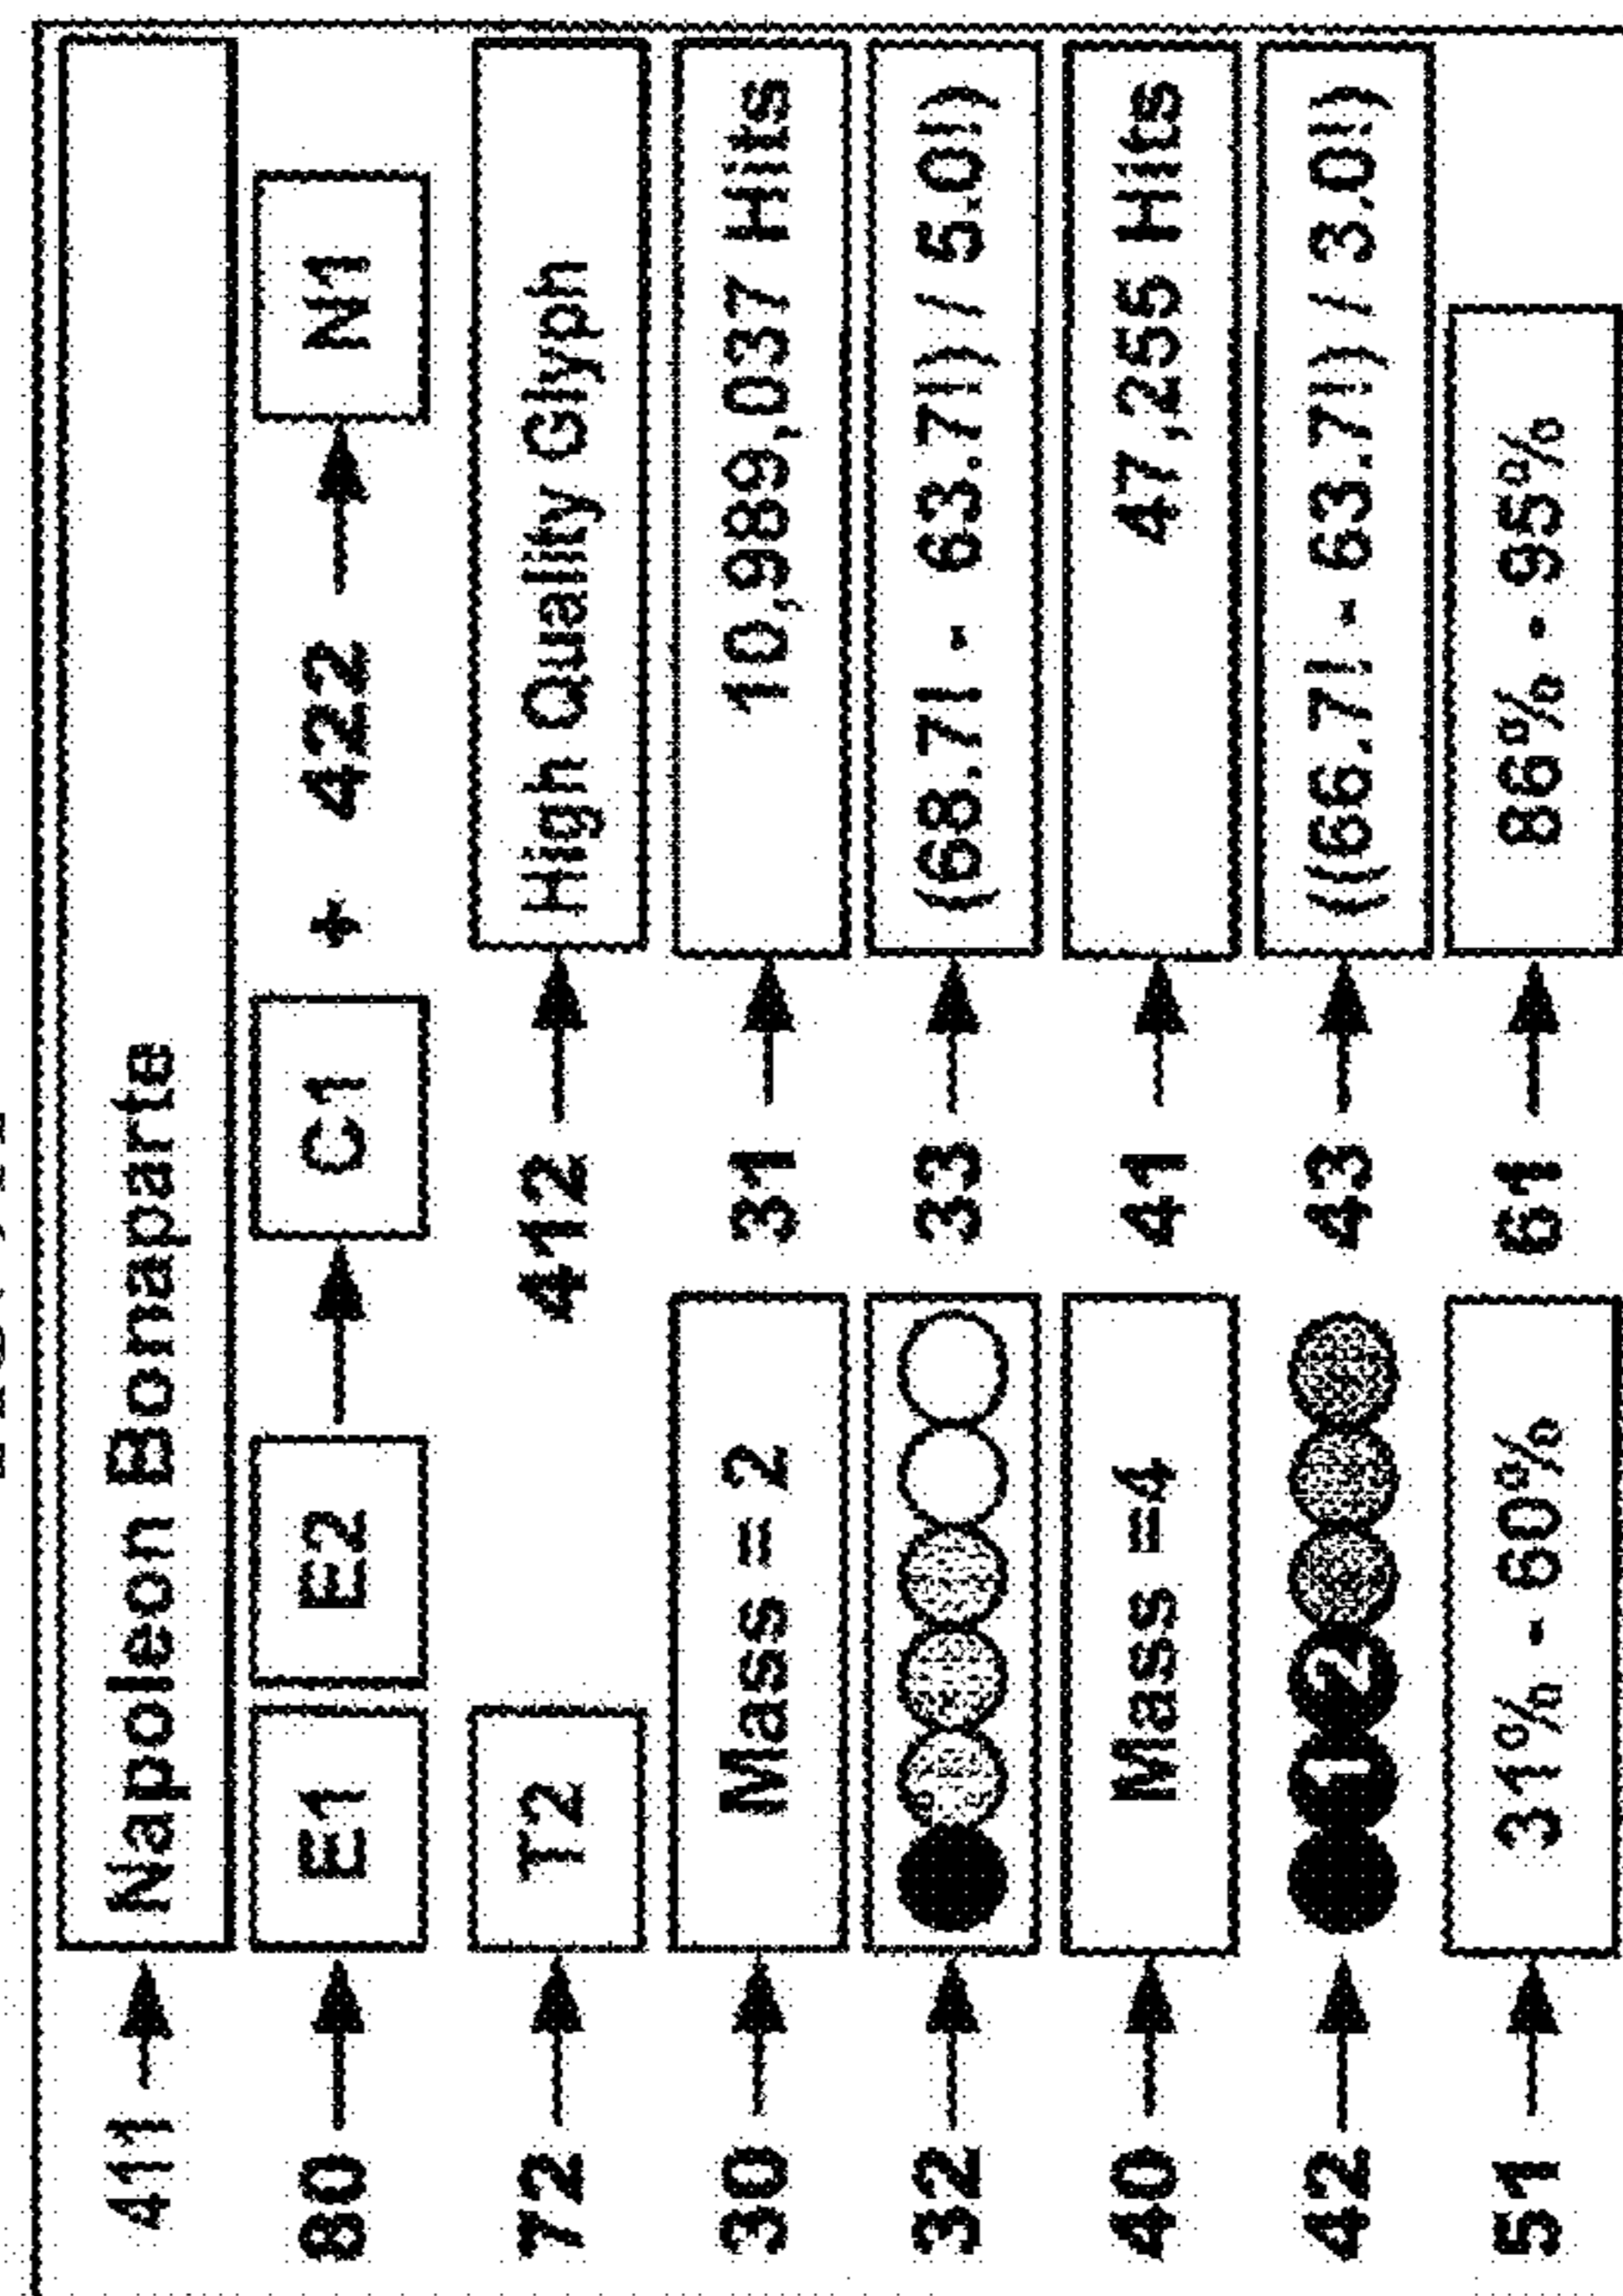 411 → Napoleon Bonaparte
80 → E1 E2 → C1 + 422 → N1
72 → T2 412 → High Quality Glyph
30 → Mass = 2 31 → 10,989,037 Hits
32 → 33 → (68.7! - 63.7!) / 5.0!)
40 → Mass =4 41 → 47,255 Hits
42 → 1 2 43 → ((66.7! - 63.7!) / 3.0!)
51 → 31% - 60% 61 → 86% - 95%